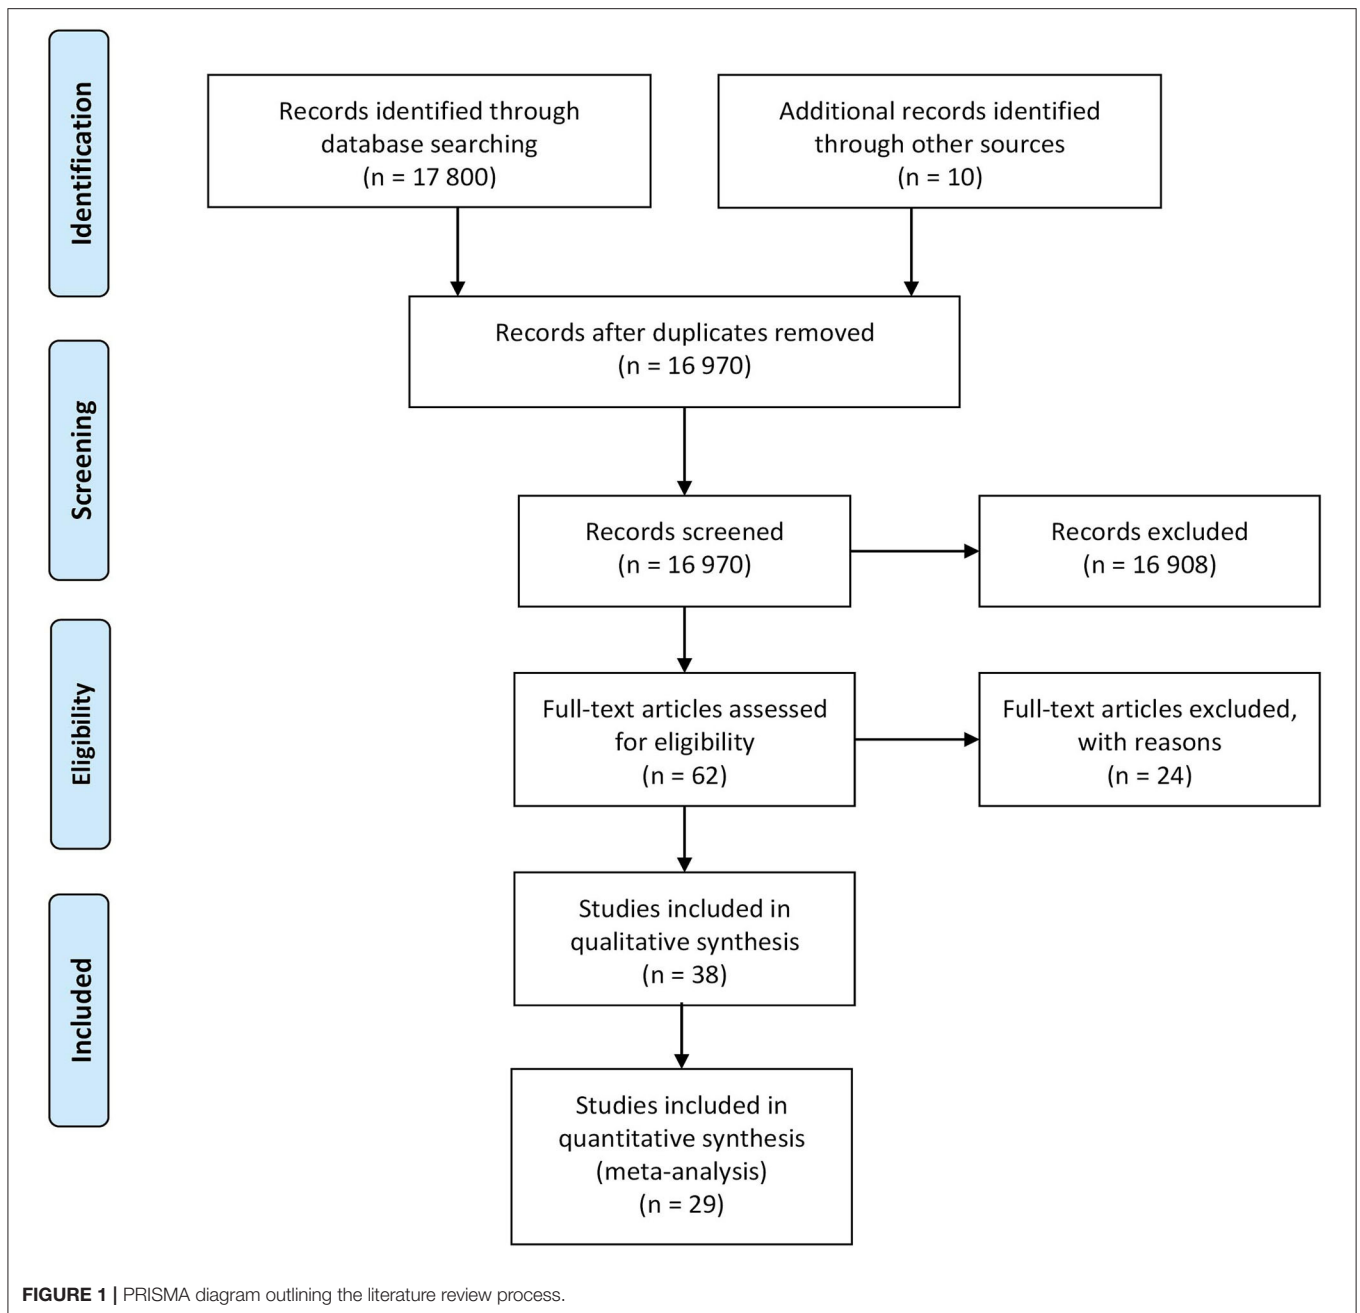 Identification
Records identified through
database searching
(n = 17 800)
Additional records identified
through other sources
(n = 10)
Records after duplicates removed
(n = 16 970)
Screening
Records screened
(n = 16 970)
Records excluded
(n = 16 908)
Eligibility
Full-text articles assessed
for eligibility
(n = 62)
Full-text articles excluded,
with reasons
(n = 24)
Included
Studies included in
qualitative synthesis
(n = 38)
Studies included in
quantitative synthesis
(meta-analysis)
(n = 29)
FIGURE 1 | PRISMA diagram outlining the literature review process.